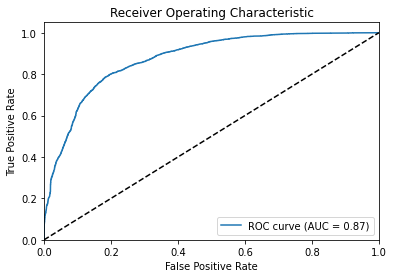 Receiver Operating Characteristic
1.0
0.8
0.6
0.4
0.2
0.0
True Positive Rate
ROC curve (AUC = 0.87)
0.0 0.2 0.4 0.6 0.8 1.0
False Positive Rate